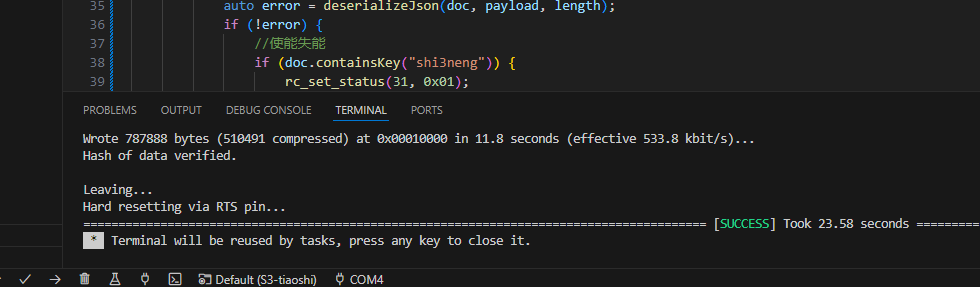 35 auto error = deserializeJson(doc, payload, length);
36 if (!error) {
37 //使能失能
38 if (doc.containsKey("shi3neng")) {
39 rc_set_status(31, 0x01);
PROBLEMS OUTPUT DEBUG CONSOLE TERMINAL PORTS
Wrote 787888 bytes (510491 compressed) at 0x00010000 in 11.8 seconds (effective 533.8 kbit/s)...
Hash of data verified.
Leaving...
Hard resetting via RTS pin...
============================================================================================ [SUCCESS] Took 23.58 seconds =========
* Terminal will be reused by tasks, press any key to close it.
Default (S3-tiaoshi) COM4